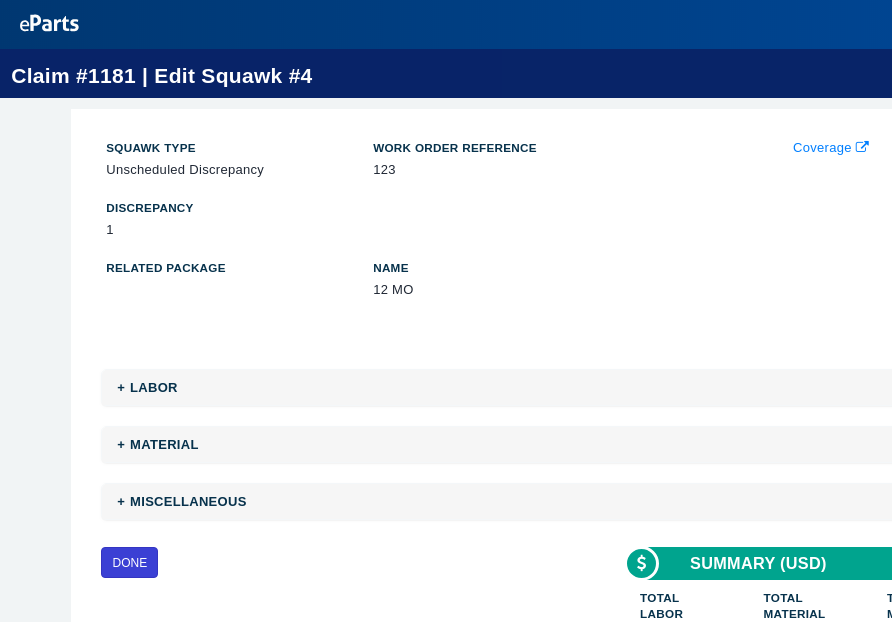 eParts
Claim #1181 | Edit Squawk #4
SQUAWK TYPE
Unscheduled Discrepancy
WORK ORDER REFERENCE
123
Coverage
DISCREPANCY
1
RELATED PACKAGE
NAME
12 MO
+ LABOR
+ MATERIAL
+ MISCELLANEOUS
DONE
$ SUMMARY (USD)
TOTAL
LABOR
TOTAL
MATERIAL